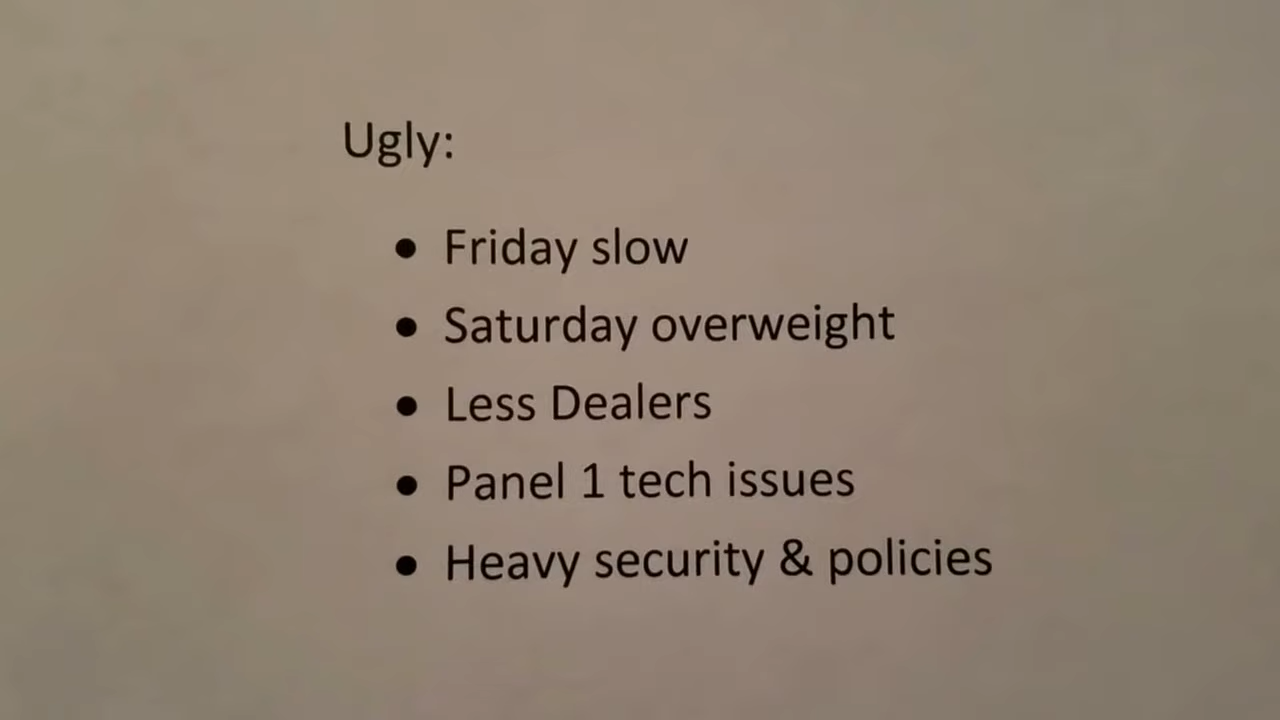 Ugly:
• Friday slow
• Saturday overweight
• Less Dealers
• Panel 1 tech issues
• Heavy security & policies